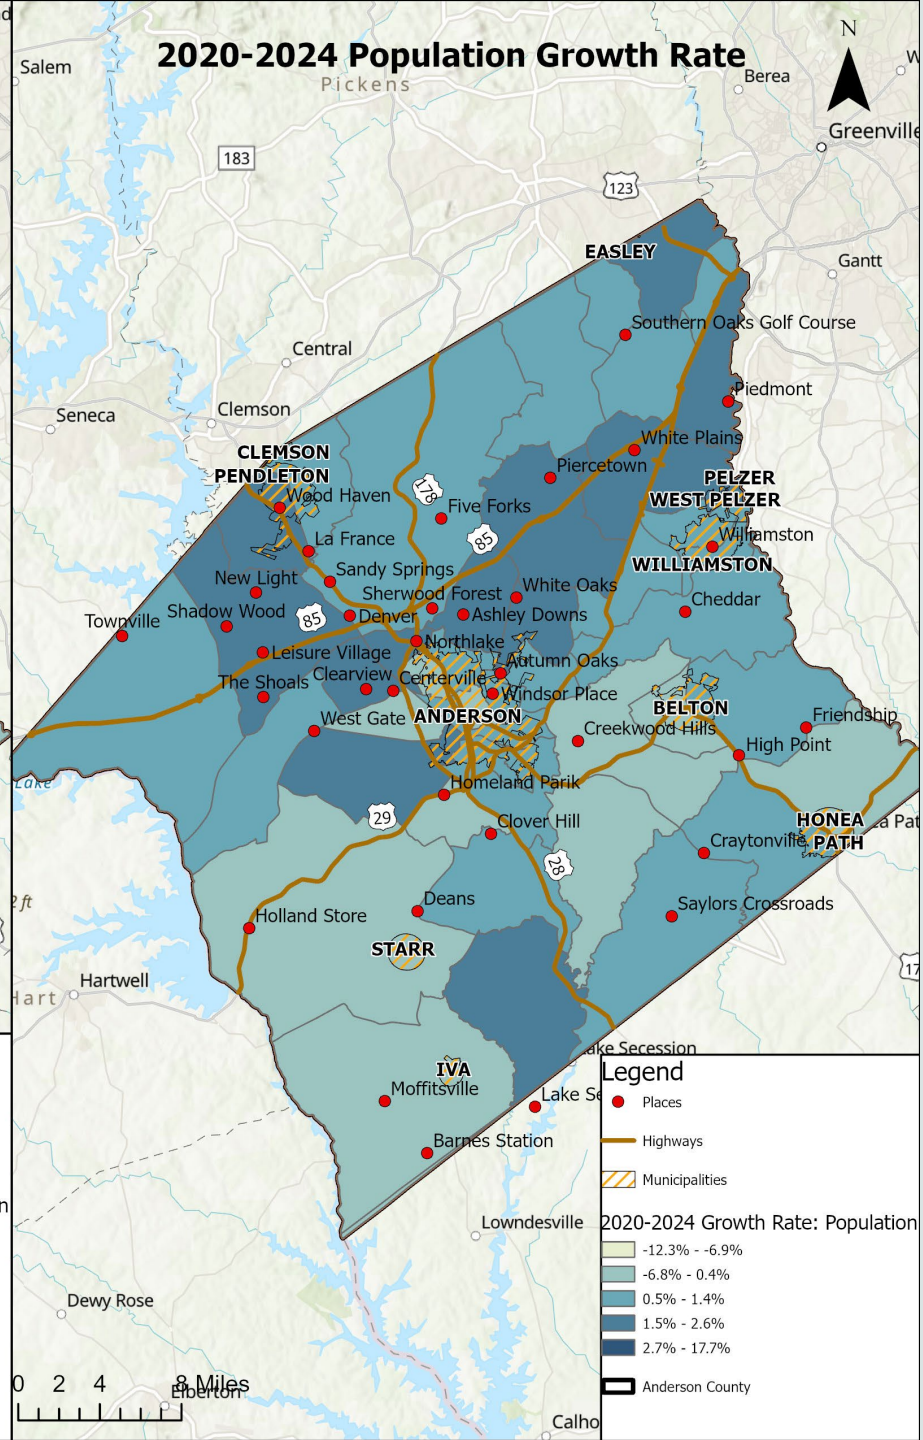 2020-2024 Population Growth Rate
N
Salem
Pickens
Berea
Greenville
183
123
EASLEY
Gantt
Southern Oaks Golf Course
Central
Piedmont
Seneca
Clemson
White Plains
CLEMSON
PENDLETON
Piercetown
PELZER
WEST PELZER
Wood Haven
178
Five Forks
85
Williamston
WILLIAMSTON
La France
Sandy Springs
New Light
White Oaks
Sherwood Forest
Cheddar
Shadow Wood
85
Denver
Ashley Downs
Townville
Northlake
Leisure Village
Autumn Oaks
The Shoals
Clearview
Centerville
Windsor Place
ANDERSON
BELTON
West Gate
Creekwood Hills
Friendship
High Point
Lake
Homeland Parik
29
Clover Hill
HONEA
PATH
ea Pat
28
Craytonville
Deans
Saylors Crossroads
2 ft
Holland Store
STARR
17
Hart
Hartwell
ake Secession
IVA
Moffitsville
Lake Se
Barnes Station
Lowndesville
Dewy Rose
0 2 4 8 Miles
Elberton
Calho
Legend
Places
Highways
Municipalities
2020-2024 Growth Rate: Population
-12.3% - -6.9%
-6.8% - 0.4%
0.5% - 1.4%
1.5% - 2.6%
2.7% - 17.7%
Anderson County